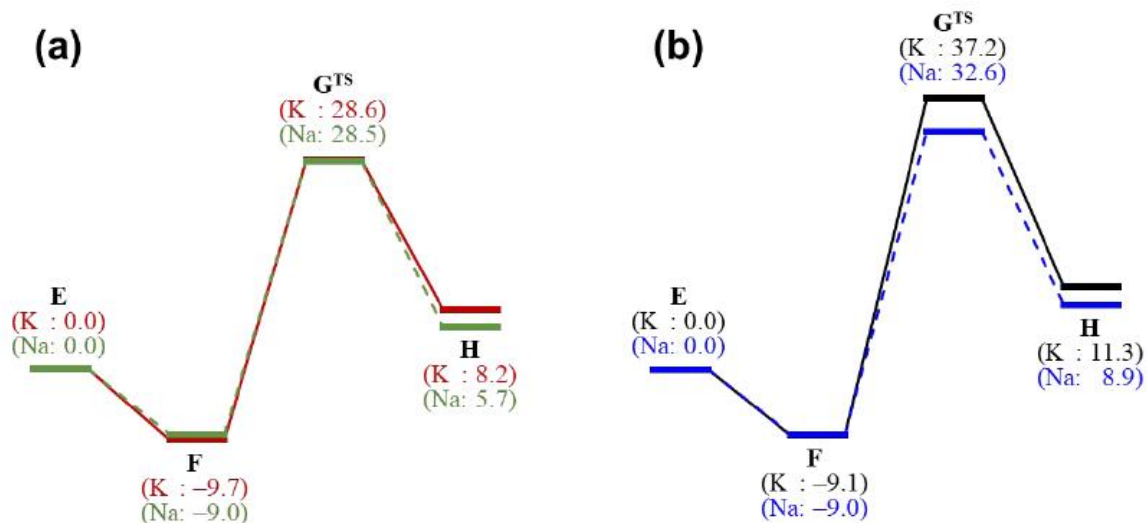 (a)
G^TS
(K : 28.6)
(Na: 28.5)
E
(K : 0.0)
(Na: 0.0)
H
(K : 8.2)
(Na: 5.7)
F
(K : –9.7)
(Na: –9.0)
(b)
G^TS
(K : 37.2)
(Na: 32.6)
E
(K : 0.0)
(Na: 0.0)
H
(K : 11.3)
(Na: 8.9)
F
(K : –9.1)
(Na: –9.0)